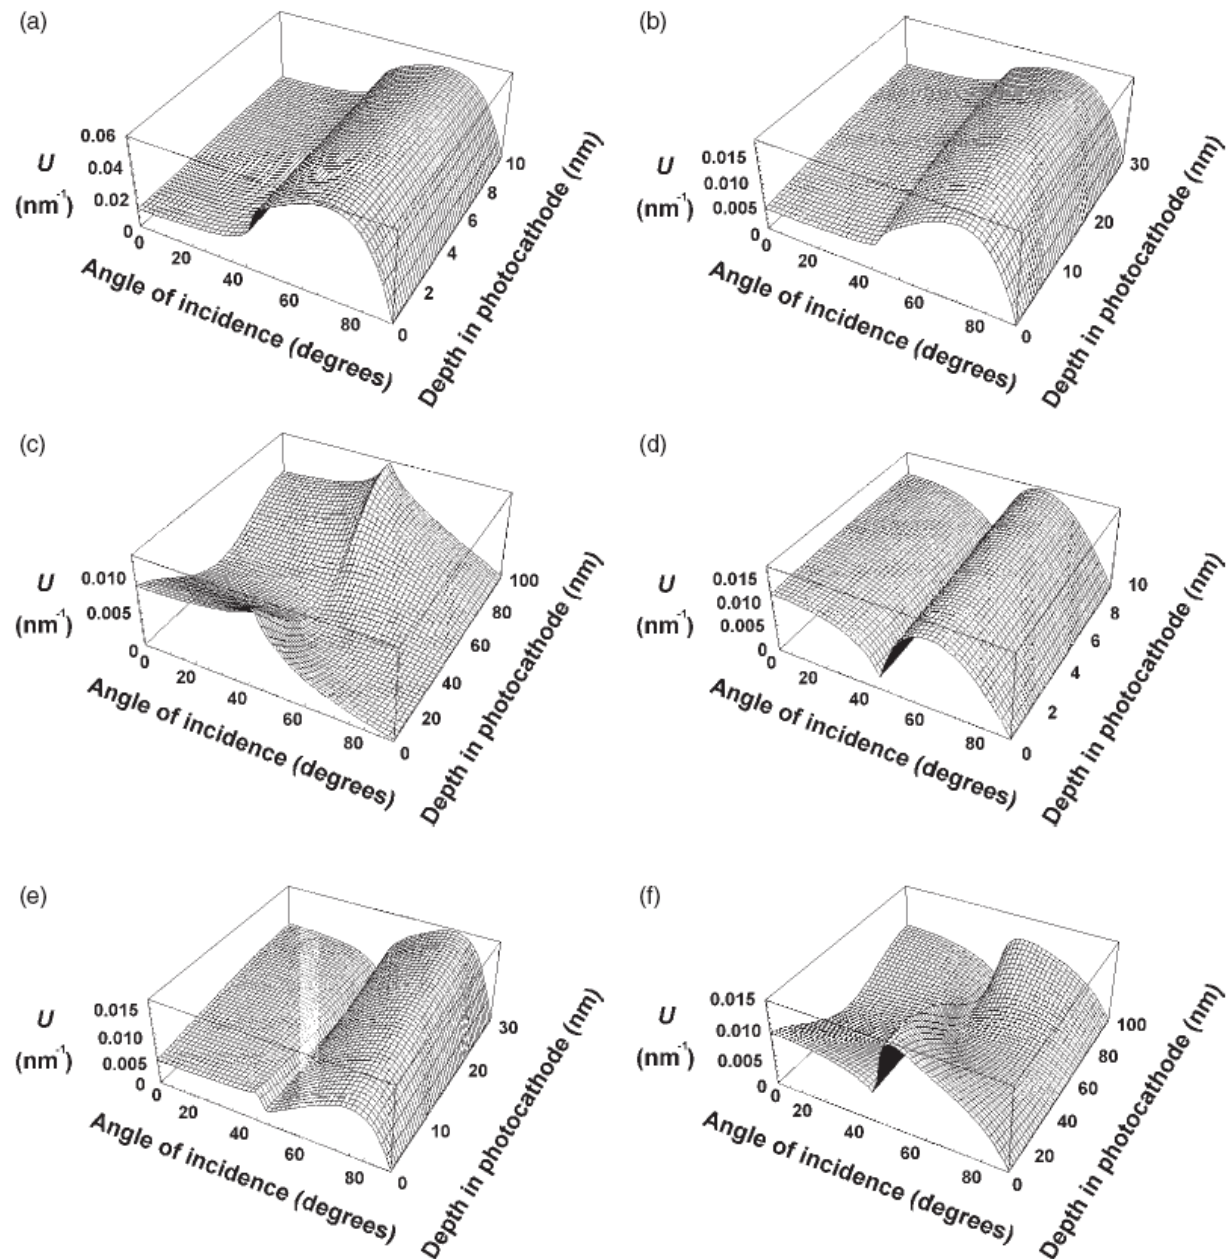 (a)
0.06
0.04
0.02
0
U
(nm-1)
0
20
40
60
80
Angle of incidence (degrees)
0
2
4
6
8
10
Depth in photocathode (nm)
(b)
0.015
0.010
0.005
0
U
(nm-1)
0
20
40
60
80
Angle of incidence (degrees)
0
10
20
30
Depth in photocathode (nm)
(c)
0.010
0.005
0
U
(nm-1)
0
20
40
60
80
Angle of incidence (degrees)
0
20
40
60
80
100
Depth in photocathode (nm)
(d)
0.015
0.010
0.005
0
U
(nm-1)
0
20
40
60
80
Angle of incidence (degrees)
0
2
4
6
8
10
Depth in photocathode (nm)
(e)
0.015
0.010
0.005
0
U
(nm-1)
0
20
40
60
80
Angle of incidence (degrees)
0
10
20
30
Depth in photocathode (nm)
(f)
0.015
0.010
0.005
0
U
(nm-1)
0
20
40
60
80
Angle of incidence (degrees)
0
20
40
60
80
100
Depth in photocathode (nm)